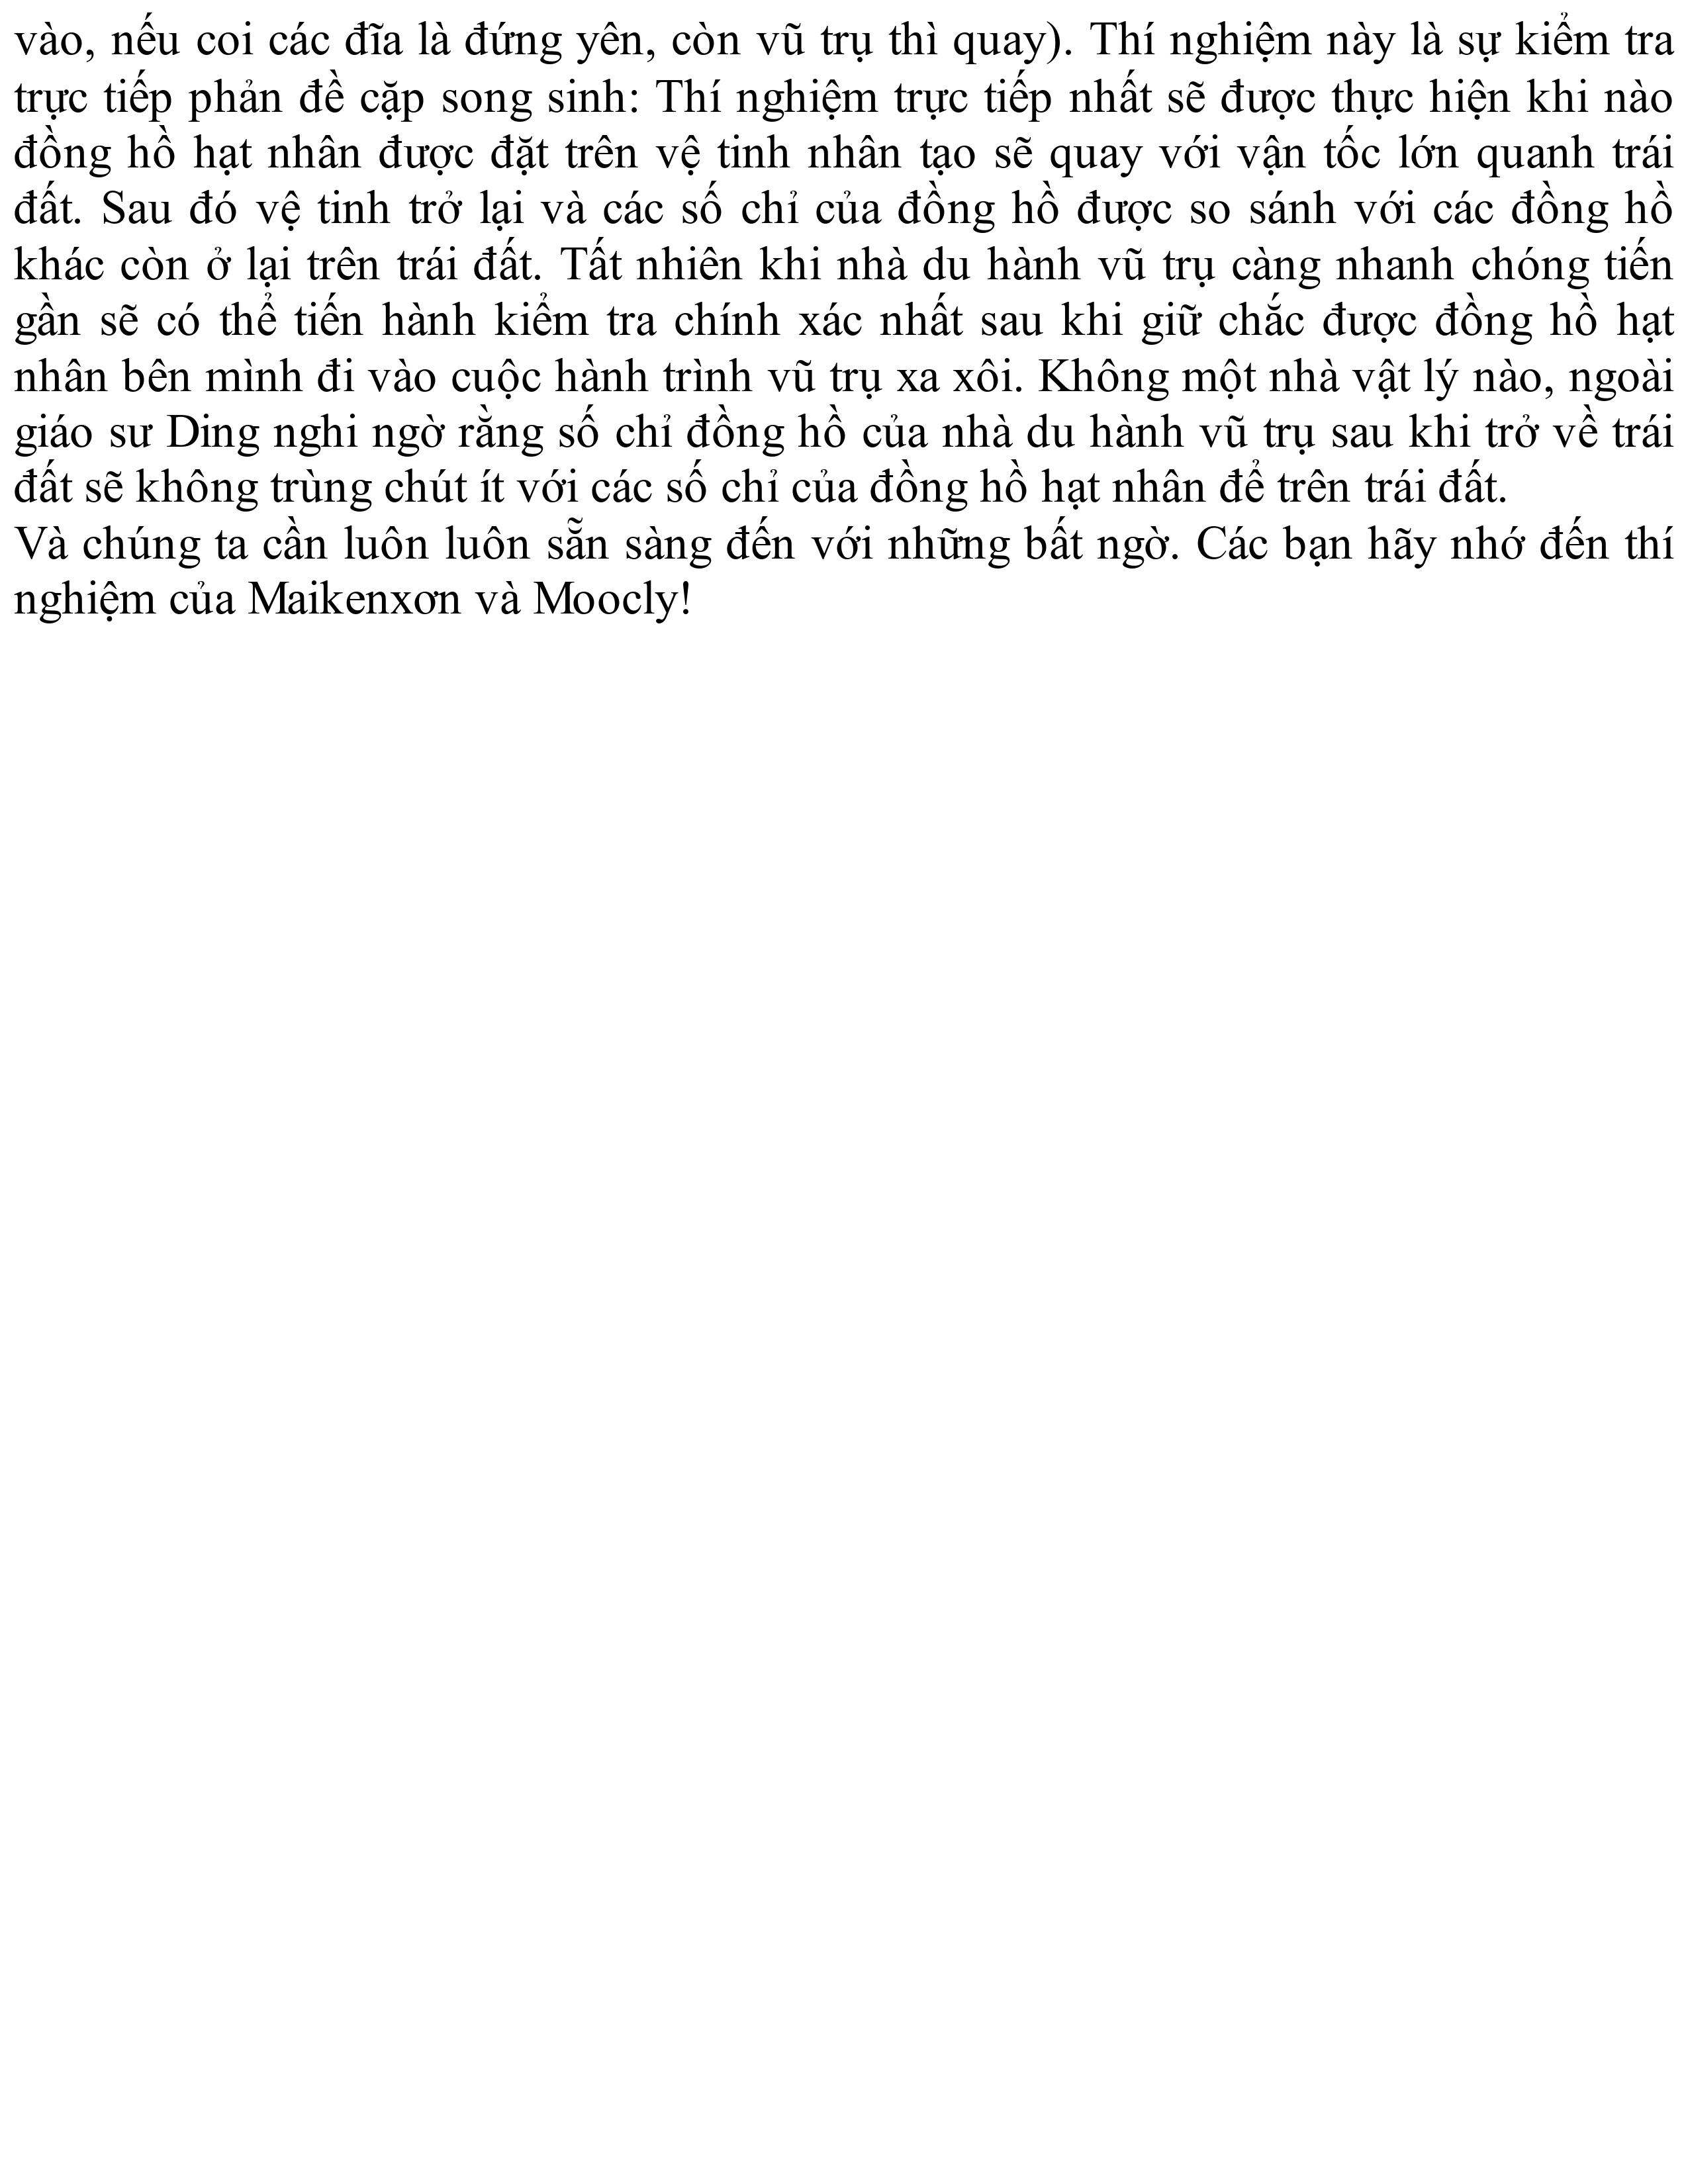 vào, nếu coi các đĩa là đứng yên, còn vũ trụ thì quay). Thí nghiệm này là sự kiểm tra
trực tiếp phản đề cặp song sinh: Thí nghiệm trực tiếp nhất sẽ được thực hiện khi nào
đồng hồ hạt nhân được đặt trên vệ tinh nhân tạo sẽ quay với vận tốc lớn quanh trái
đất. Sau đó vệ tinh trở lại và các số chỉ của đồng hồ được so sánh với các đồng hồ
khác còn ở lại trên trái đất. Tất nhiên khi nhà du hành vũ trụ càng nhanh chóng tiến
gần sẽ có thể tiến hành kiểm tra chính xác nhất sau khi giữ chắc được đồng hồ hạt
nhân bên mình đi vào cuộc hành trình vũ trụ xa xôi. Không một nhà vật lý nào, ngoài
giáo sư Ding nghi ngờ rằng số chỉ đồng hồ của nhà du hành vũ trụ sau khi trở về trái
đất sẽ không trùng chút ít với các số chỉ của đồng hồ hạt nhân để trên trái đất.
Và chúng ta cần luôn luôn sẵn sàng đến với những bất ngờ. Các bạn hãy nhớ đến thí
nghiệm của Maikenxơn và Moocly!